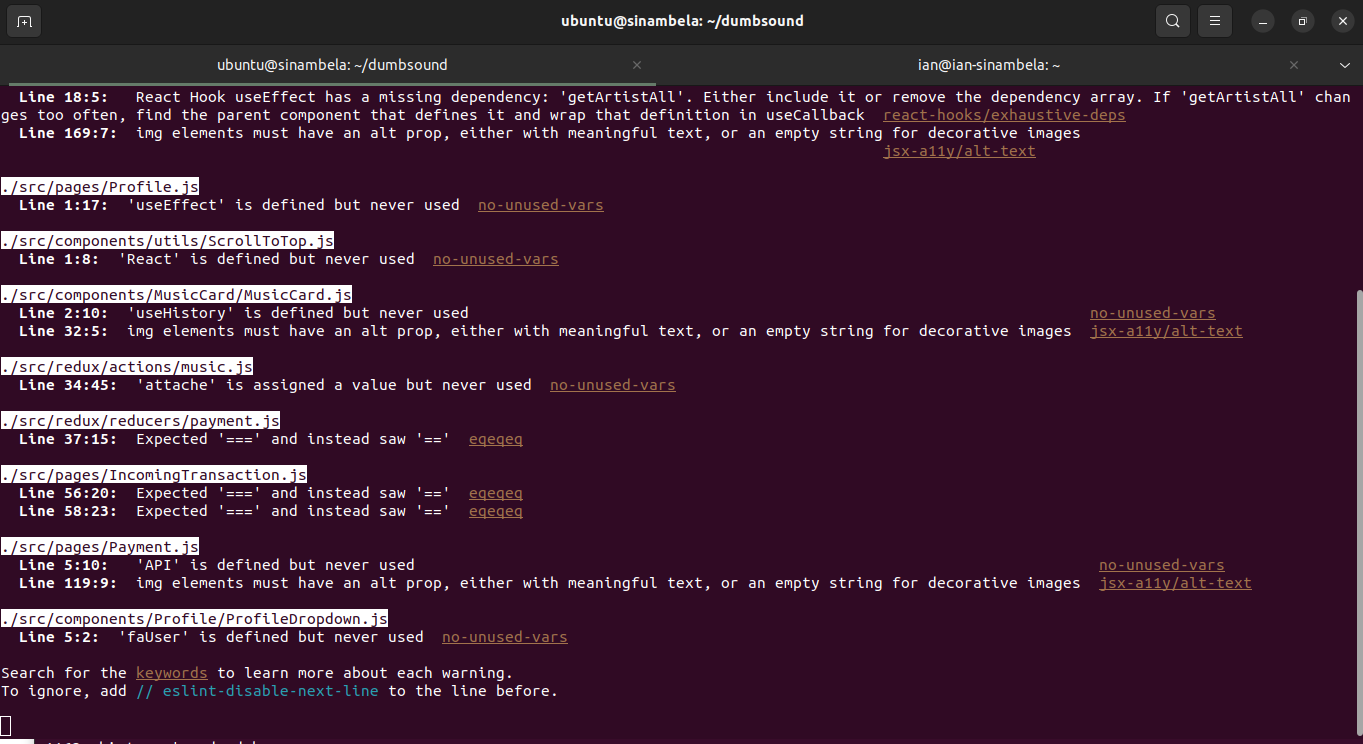 ubuntu@sinambela: ~/dumbsound
ubuntu@sinambela: ~/dumbsound
ian@ian-sinambela: ~
Line 18:5: React Hook useEffect has a missing dependency: 'getArtistAll'. Either include it or remove the dependency array. If 'getArtistAll' chan
ges too often, find the parent component that defines it and wrap that definition in useCallback react-hooks/exhaustive-deps
Line 169:7: img elements must have an alt prop, either with meaningful text, or an empty string for decorative images
jsx-a11y/alt-text
./src/pages/Profile.js
Line 1:17: 'useEffect' is defined but never used no-unused-vars
./src/components/utils/ScrollToTop.js
Line 1:8: 'React' is defined but never used no-unused-vars
./src/components/MusicCard/MusicCard.js
Line 2:10: 'useHistory' is defined but never used no-unused-vars
Line 32:5: img elements must have an alt prop, either with meaningful text, or an empty string for decorative images jsx-a11y/alt-text
./src/redux/actions/music.js
Line 34:45: 'attache' is assigned a value but never used no-unused-vars
./src/redux/reducers/payment.js
Line 37:15: Expected '===' and instead saw '==' eqeqeq
./src/pages/IncomingTransaction.js
Line 56:20: Expected '===' and instead saw '==' eqeqeq
Line 58:23: Expected '===' and instead saw '==' eqeqeq
./src/pages/Payment.js
Line 5:10: 'API' is defined but never used no-unused-vars
Line 119:9: img elements must have an alt prop, either with meaningful text, or an empty string for decorative images jsx-a11y/alt-text
./src/components/Profile/ProfileDropdown.js
Line 5:2: 'faUser' is defined but never used no-unused-vars
Search for the keywords to learn more about each warning.
To ignore, add // eslint-disable-next-line to the line before.